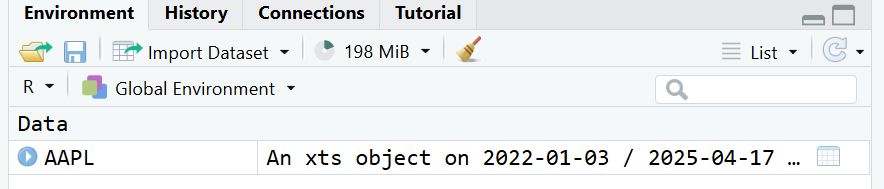 Environment History Connections Tutorial
Import Dataset 198 MiB List
R Global Environment
Data
AAPL An xts object on 2022-01-03 / 2025-04-17 …